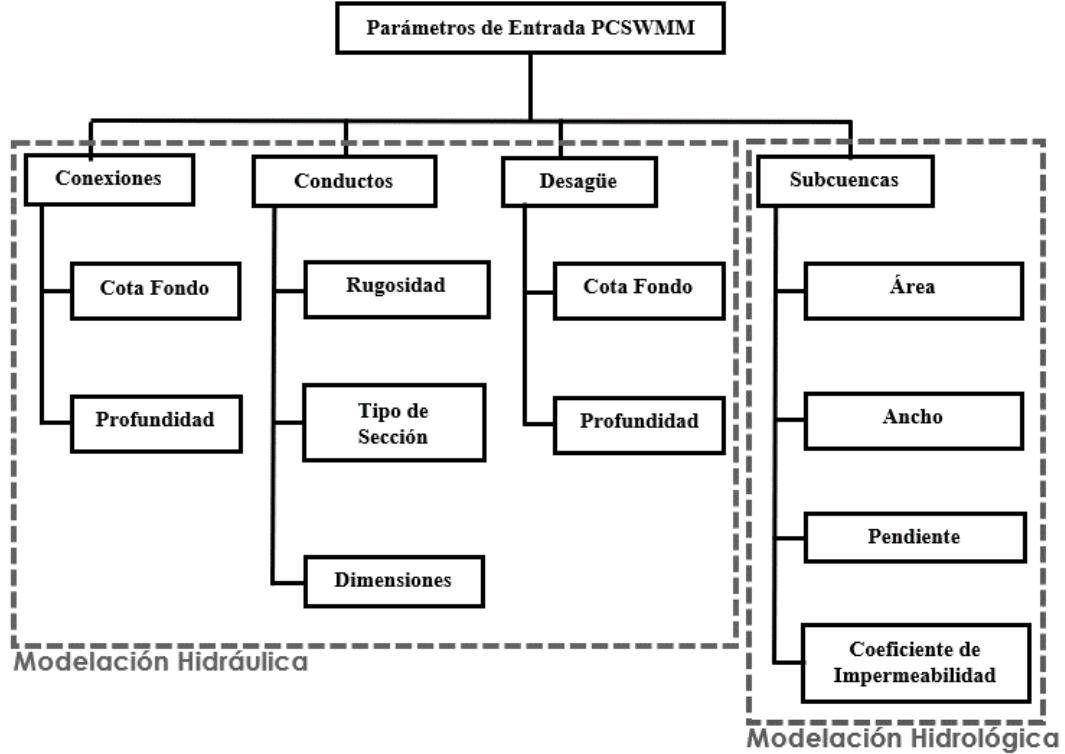 Parámetros de Entrada PCSWMM
Conexiones
Cota Fondo
Profundidad
Conductos
Rugosidad
Tipo de
Sección
Dimensiones
Desagüe
Cota Fondo
Profundidad
Modelación Hidráulica
Subcuencas
Área
Ancho
Pendiente
Coeficiente de
Impermeabilidad
Modelación Hidrológica